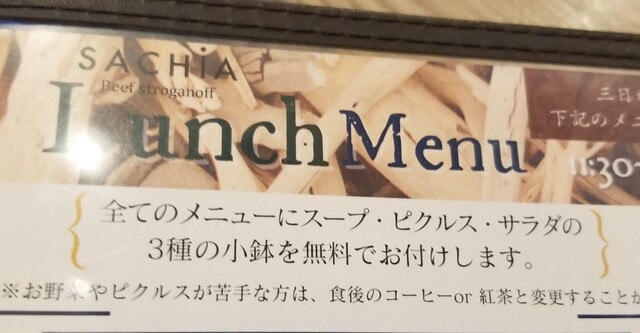 SACHiA
Beef stroganoff
Lunch Menu
三日
下記のメニ
11:30~
全てのメニューにスープ・ピクルス・サラダの
3種の小鉢を無料でお付けします。
※お野菜やピクルスが苦手な方は、食後のコーヒーor 紅茶と変更することが